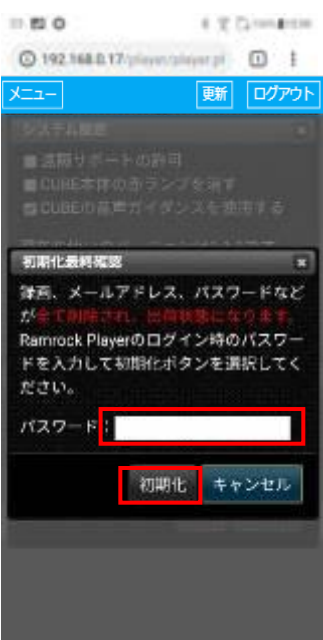 192.168.0.17/player/player.pl
メニュー 更新 ログアウト
システム設定
遠隔サポートの許可
CUBE本体の赤ランプを消す
CUBEの音声ガイダンスを使用する
初期化最終確認
録画、メールアドレス、パスワードなど
が全て削除され、出荷状態になります。
Ramrock Playerのログイン時のパスワー
ドを入力して初期化ボタンを選択してく
ださい。
パスワード:
初期化 キャンセル